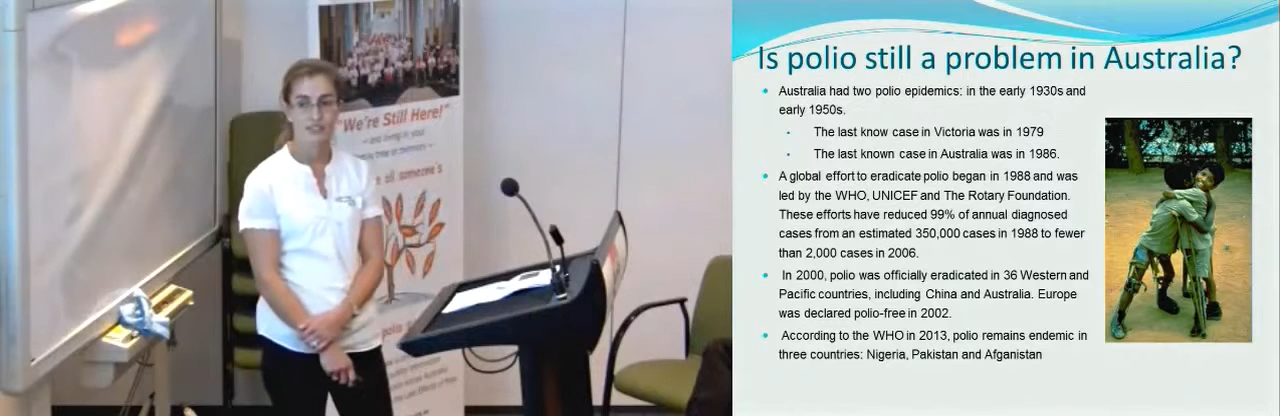 "We're Still Here!"
Is polio still a problem in Australia?
Australia had two polio epidemics: in the early 1930s and
early 1950s.
The last know case in Victoria was in 1979
The last known case in Australia was in 1986.
A global effort to eradicate polio began in 1988 and was
led by the WHO, UNICEF and The Rotary Foundation.
These efforts have reduced 99% of annual diagnosed
cases from an estimated 350,000 cases in 1988 to fewer
than 2,000 cases in 2006.
In 2000, polio was officially eradicated in 36 Western and
Pacific countries, including China and Australia. Europe
was declared polio-free in 2002.
According to the WHO in 2013, polio remains endemic in
three countries: Nigeria, Pakistan and Afganistan